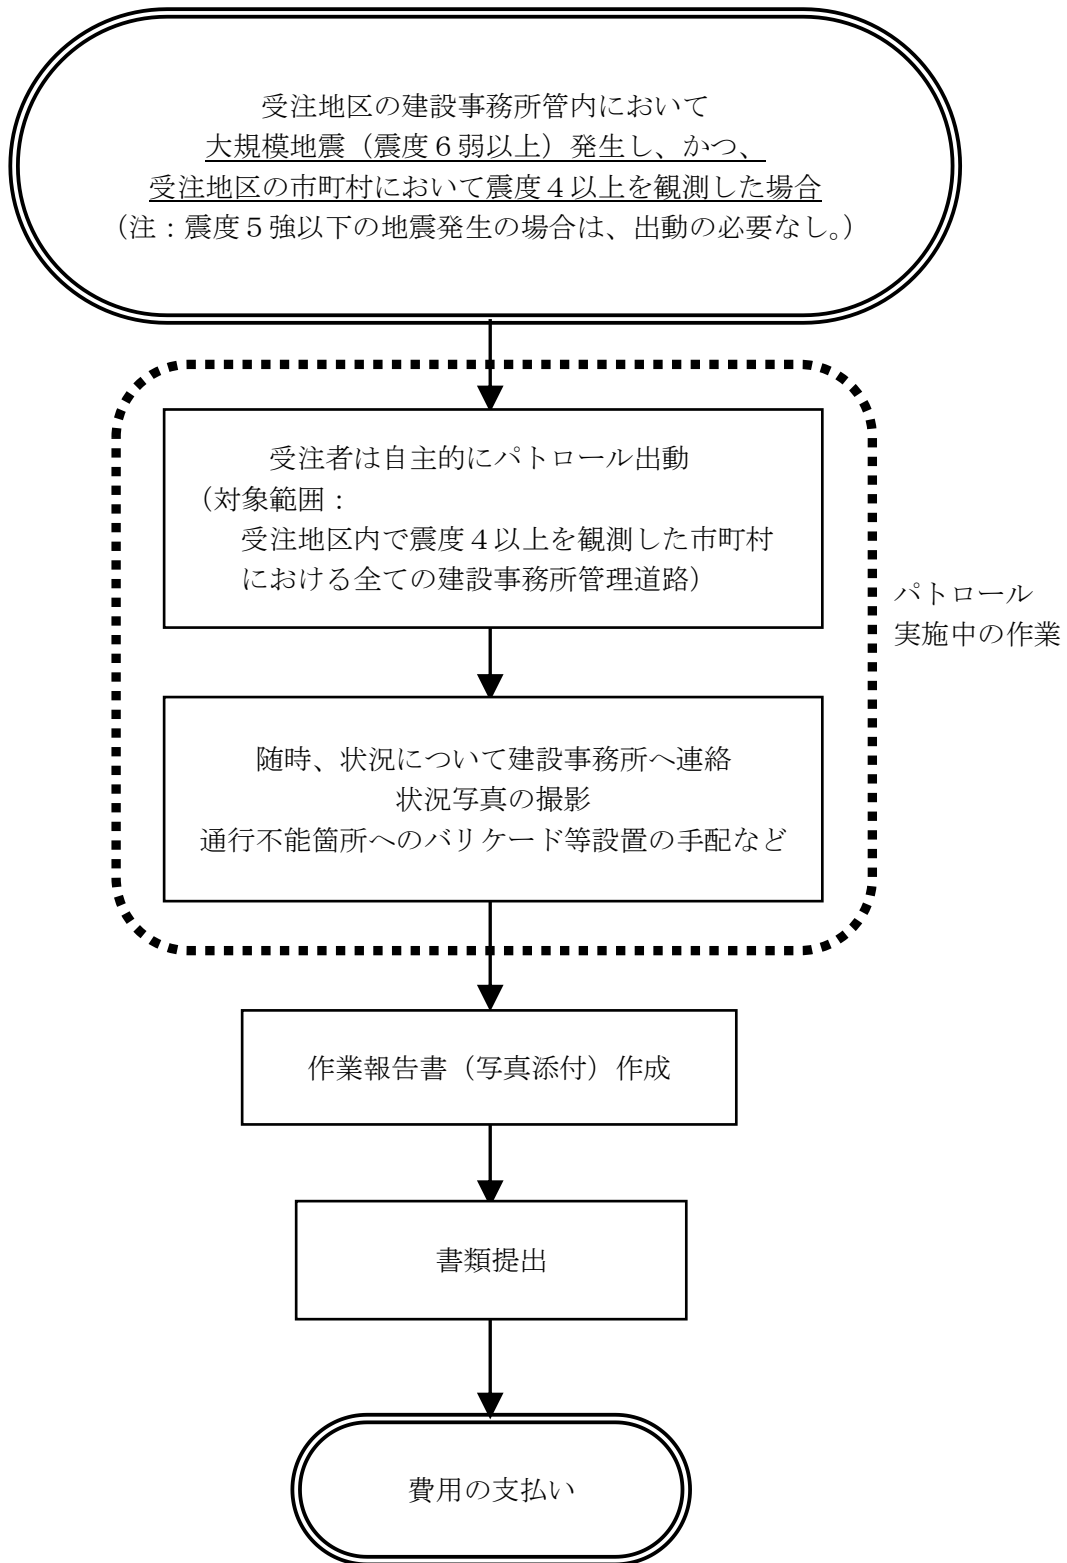 受注地区の建設事務所管内において
大規模地震（震度６弱以上）発生し、かつ、
受注地区の市町村において震度４以上を観測した場合
（注：震度５強以下の地震発生の場合は、出動の必要なし。）
受注者は自主的にパトロール出動
（対象範囲：
受注地区内で震度４以上を観測した市町村
における全ての建設事務所管理道路）
パトロール
実施中の作業
随時、状況について建設事務所へ連絡
状況写真の撮影
通行不能箇所へのバリケード等設置の手配など
作業報告書（写真添付）作成
書類提出
費用の支払い